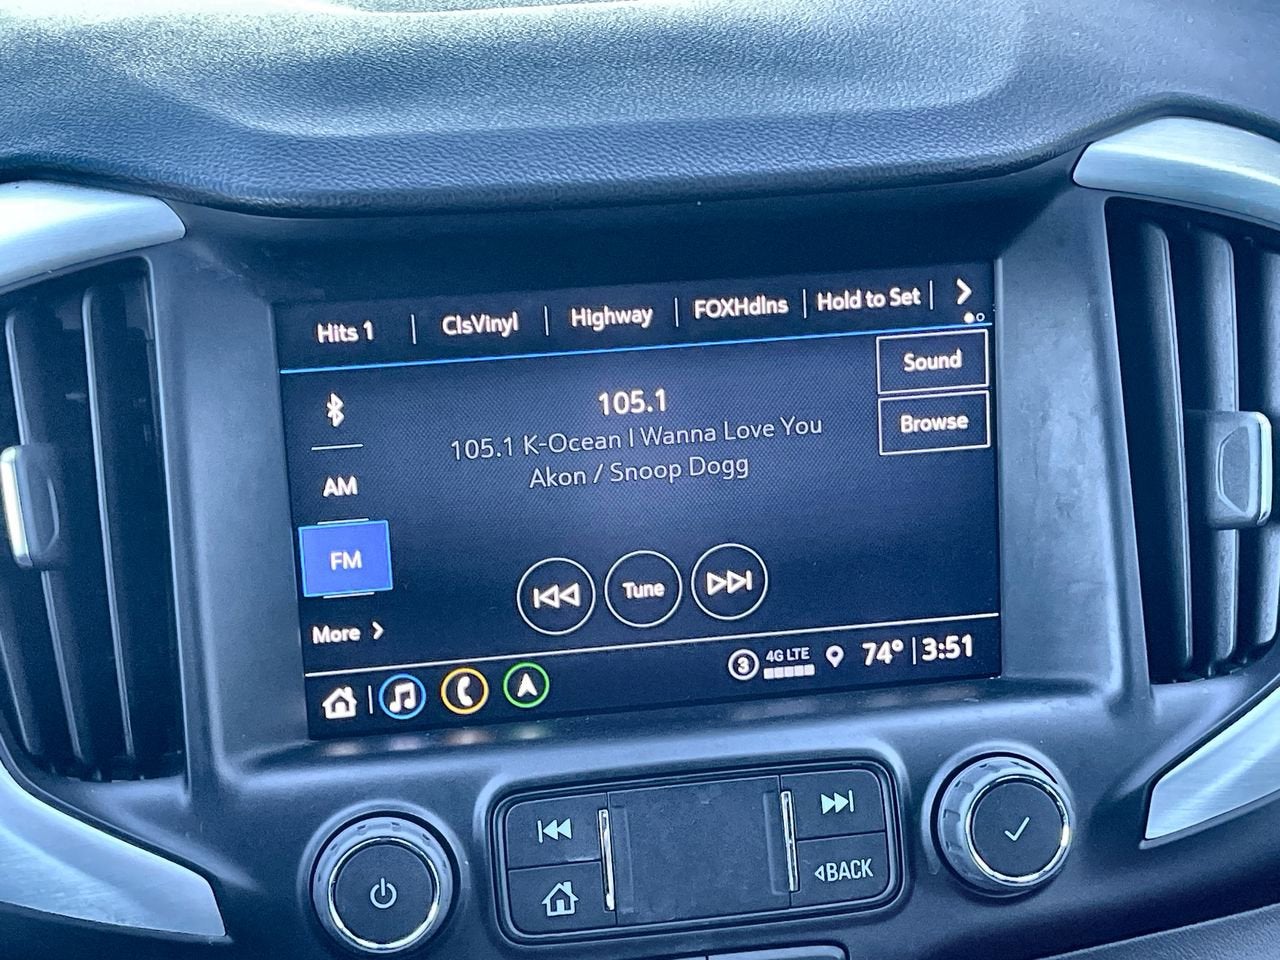 Hits 1 | ClsVinyl | Highway | FOXHdlns | Hold to Set |
Sound
105.1
Browse
105.1 K-Ocean I Wanna Love You
Akon / Snoop Dogg
AM
FM
Tune
More
3 4G LTE 74° | 3:51
BACK